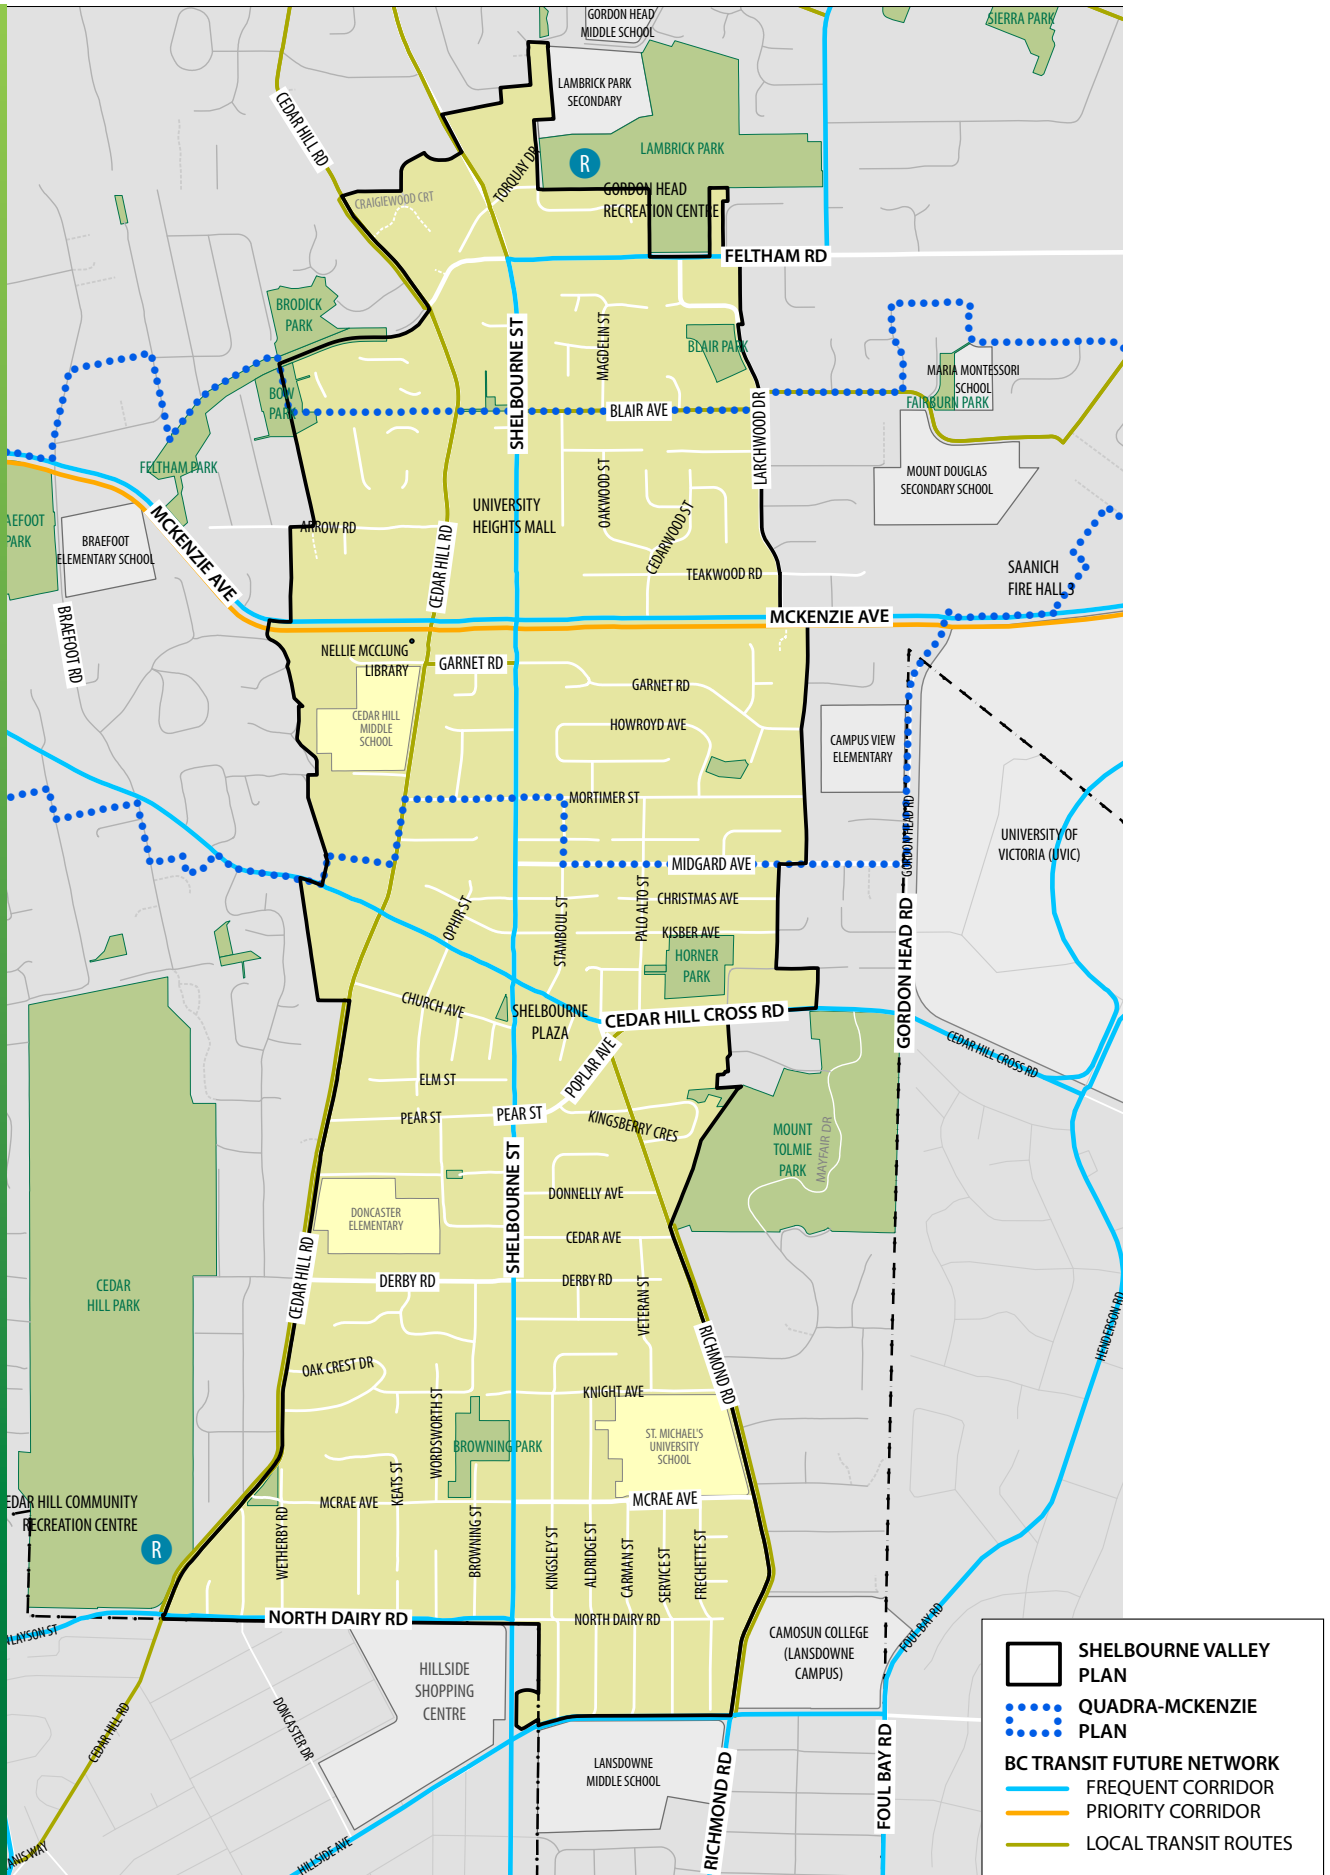 GORDON HEAD
MIDDLE SCHOOL
SIERRA PARK
LAMBRICK PARK
SECONDARY
CEDAR HILL RD
LAMBRICK PARK
R
TORQUAY DR
CRAIGIEWOOD CRT
GORDON HEAD
RECREATION CENTRE
FELTHAM RD
BRODICK
PARK
SHELBOURNE ST
MAGDELIN ST
BLAIR PARK
MARIA MONTESSORI
SCHOOL
BOW
PARK
BLAIR AVE
LARCHWOOD DR
FAIRBURN PARK
FELTHAM PARK
MOUNT DOUGLAS
SECONDARY SCHOOL
OAKWOOD ST
UNIVERSITY
HEIGHTS MALL
CEDARWOOD ST
AEFOOT
PARK
BRAEFOOT
ELEMENTARY SCHOOL
MCKENZIE AVE
ARROW RD
CEDAR HILL RD
TEAKWOOD RD
SAANICH
FIRE HALL 3
MCKENZIE AVE
BRAEFOOT RD
NELLIE MCCLUNG
LIBRARY
GARNET RD
GARNET RD
CEDAR HILL
MIDDLE
SCHOOL
HOWROYD AVE
CAMPUS VIEW
ELEMENTARY
MORTIMER ST
GORDON HEAD RD
UNIVERSITY OF
VICTORIA (UVIC)
MIDGARD AVE
PALO ALTO ST
CHRISTMAS AVE
OPHIR ST
STAMBOUL ST
KISBER AVE
HORNER
PARK
GORDON HEAD RD
CHURCH AVE
SHELBOURNE
PLAZA
CEDAR HILL CROSS RD
CEDAR HILL CROSS RD
POPLAR AVE
ELM ST
PEAR ST
PEAR ST
KINGSBERRY CRES
MOUNT
TOLMIE
PARK
MAYFAIR DR
SHELBOURNE ST
DONNELLY AVE
DONCASTER
ELEMENTARY
CEDAR AVE
CEDAR HILL RD
DERBY RD
DERBY RD
CEDAR
HILL PARK
VETERAN ST
HENDERSON RD
RICHMOND RD
OAK CREST DR
KNIGHT AVE
WORDSWORTH ST
BROWNING PARK
ST. MICHAEL'S
UNIVERSITY
SCHOOL
KEATS ST
MCRAE AVE
MCRAE AVE
EDAR HILL COMMUNITY
RECREATION CENTRE
R
WETHERBY RD
BROWNING ST
KINGSLEY ST
ALDRIDGE ST
CARMAN ST
SERVICE ST
FRECHETTE ST
NORTH DAIRY RD
NORTH DAIRY RD
NLAYSON ST
CAMOSUN COLLEGE
(LANSDOWNE
CAMPUS)
FOUL BAY RD
HILLSIDE
SHOPPING
CENTRE
CEDAR HILL RD
DONCASTER DR
LANSDOWNE
MIDDLE SCHOOL
RICHMOND RD
FOUL BAY RD
ANIS WAY
HILLSIDE AVE
SHELBOURNE VALLEY
PLAN
QUADRA-MCKENZIE
PLAN
BC TRANSIT FUTURE NETWORK
FREQUENT CORRIDOR
PRIORITY CORRIDOR
LOCAL TRANSIT ROUTES